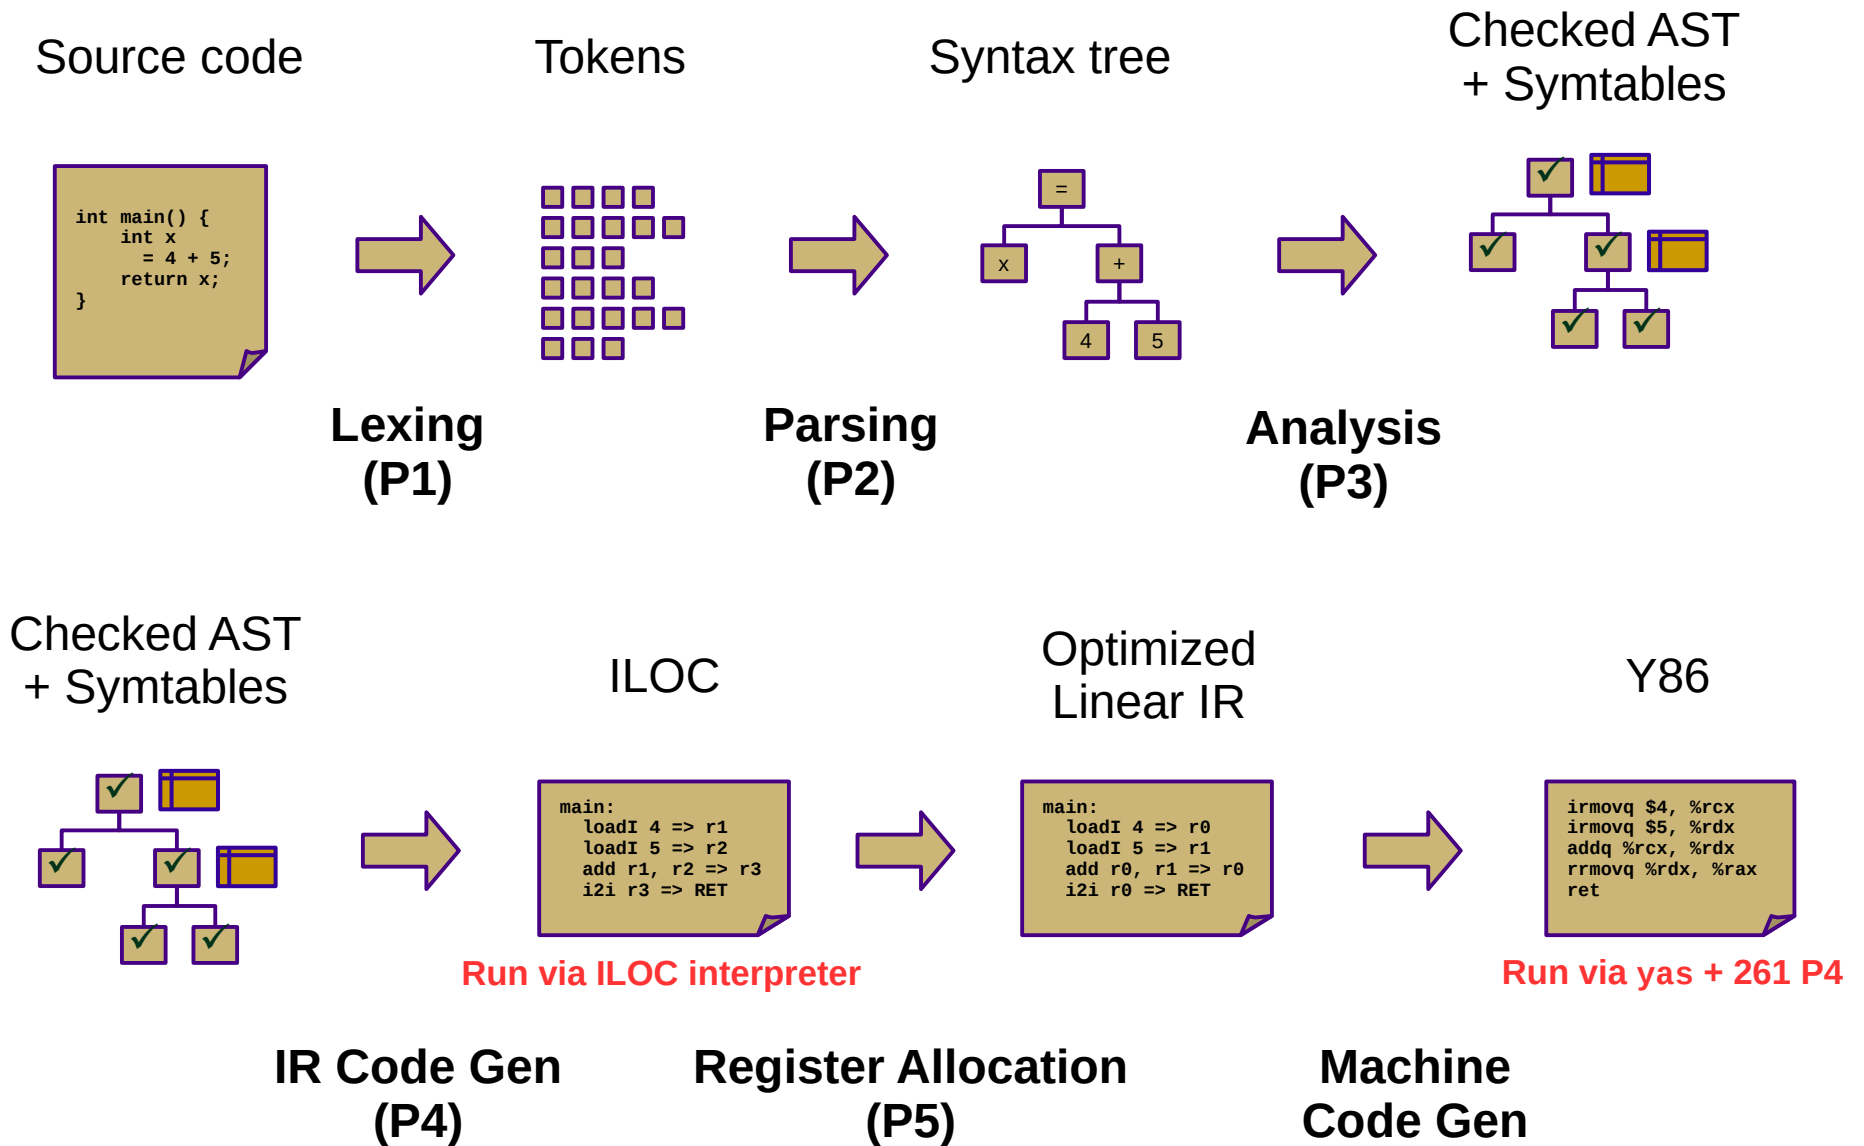 Source code
Tokens
Syntax tree
Checked AST
+ Symtables
int main() {
    int x
      = 4 + 5;
    return x;
}
=
x
+
4
5
Lexing
(P1)
Parsing
(P2)
Analysis
(P3)
Checked AST
+ Symtables
ILOC
Optimized
Linear IR
Y86
main:
  loadI 4 => r1
  loadI 5 => r2
  add r1, r2 => r3
  i2i r3 => RET
main:
  loadI 4 => r0
  loadI 5 => r1
  add r0, r1 => r0
  i2i r0 => RET
irmovq $4, %rcx
irmovq $5, %rdx
addq %rcx, %rdx
rrmovq %rdx, %rax
ret
Run via ILOC interpreter
Run via yas + 261 P4
IR Code Gen
(P4)
Register Allocation
(P5)
Machine
Code Gen